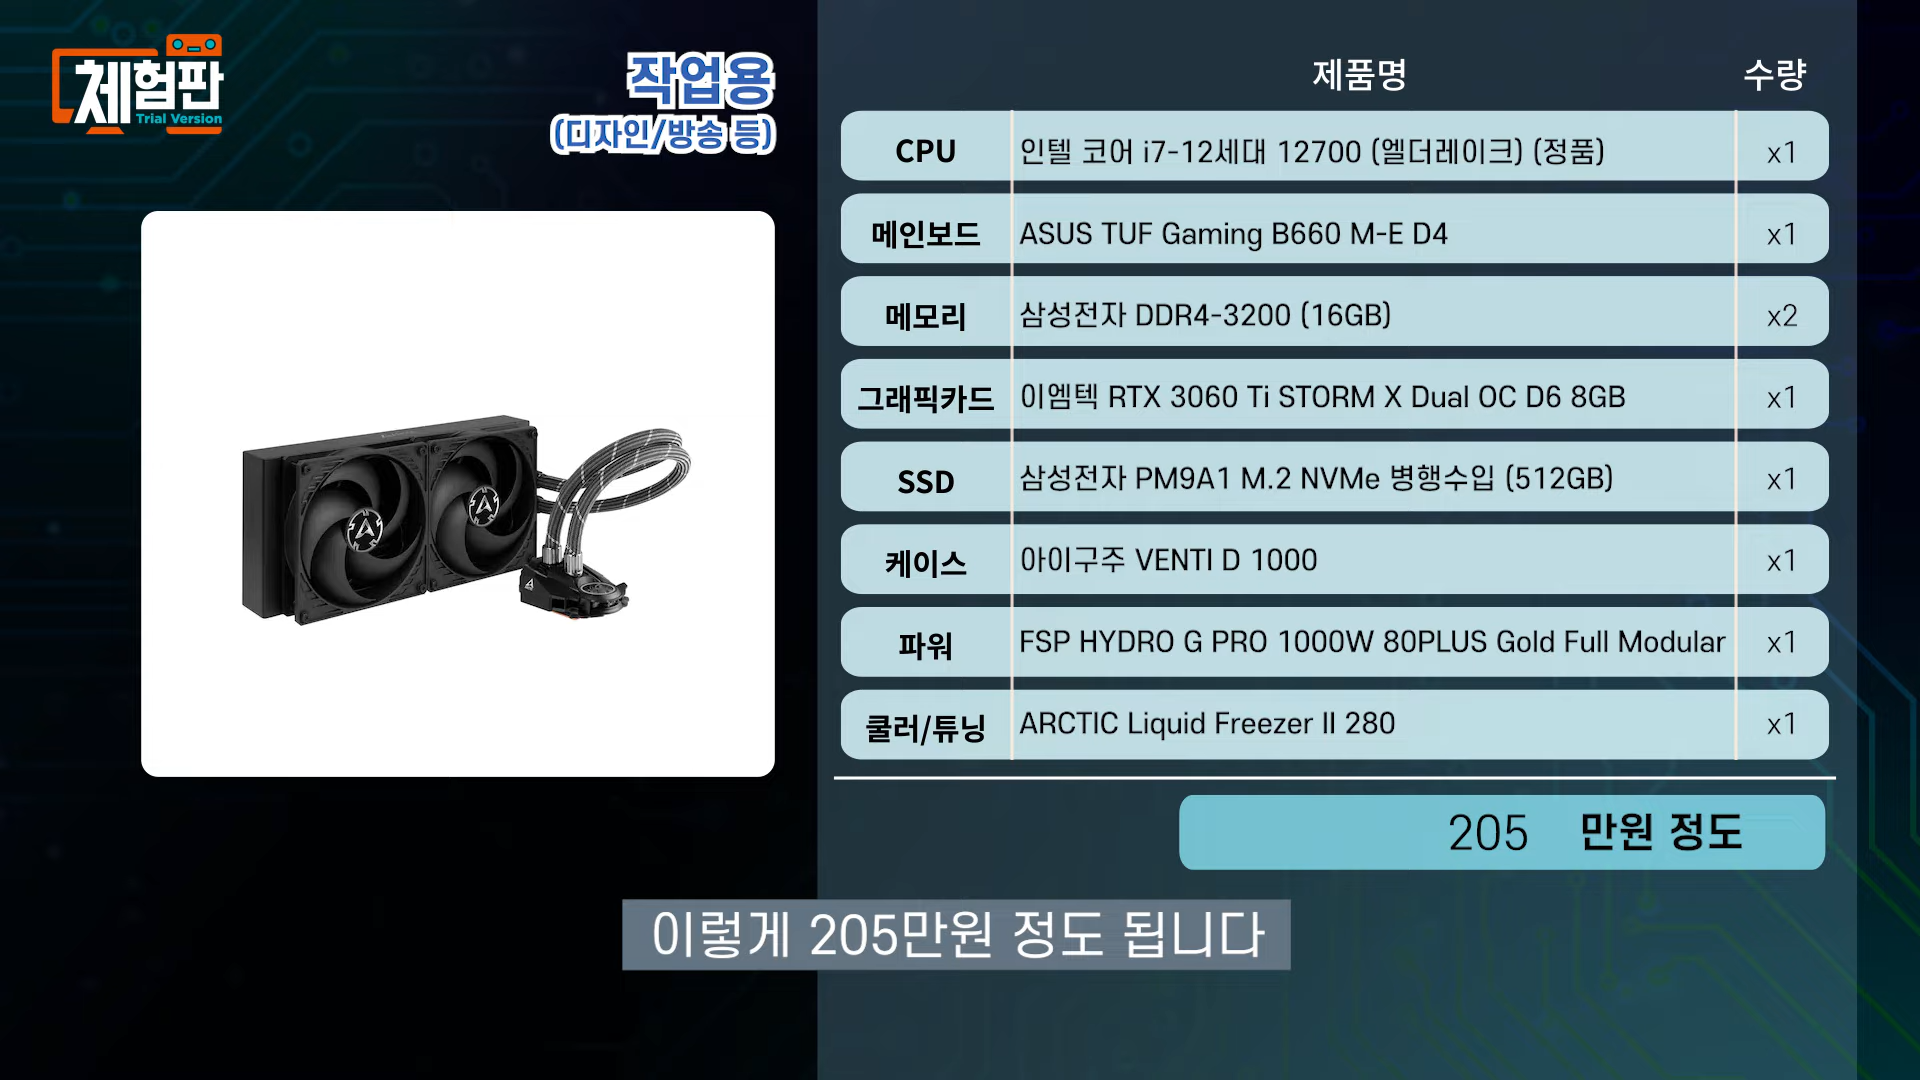 체험판
Trial Version
작업용
(디자인/방송 등)
제품명 수량
CPU 인텔 코어 i7-12세대 12700 (엘더레이크) (정품) x1
메인보드 ASUS TUF Gaming B660 M-E D4 x1
메모리 삼성전자 DDR4-3200 (16GB) x2
그래픽카드 이엠텍 RTX 3060 Ti STORM X Dual OC D6 8GB x1
SSD 삼성전자 PM9A1 M.2 NVMe 병행수입 (512GB) x1
케이스 아이구주 VENTI D 1000 x1
파워 FSP HYDRO G PRO 1000W 80PLUS Gold Full Modular x1
쿨러/튜닝 ARCTIC Liquid Freezer II 280 x1
205 만원 정도
이렇게 205만원 정도 됩니다